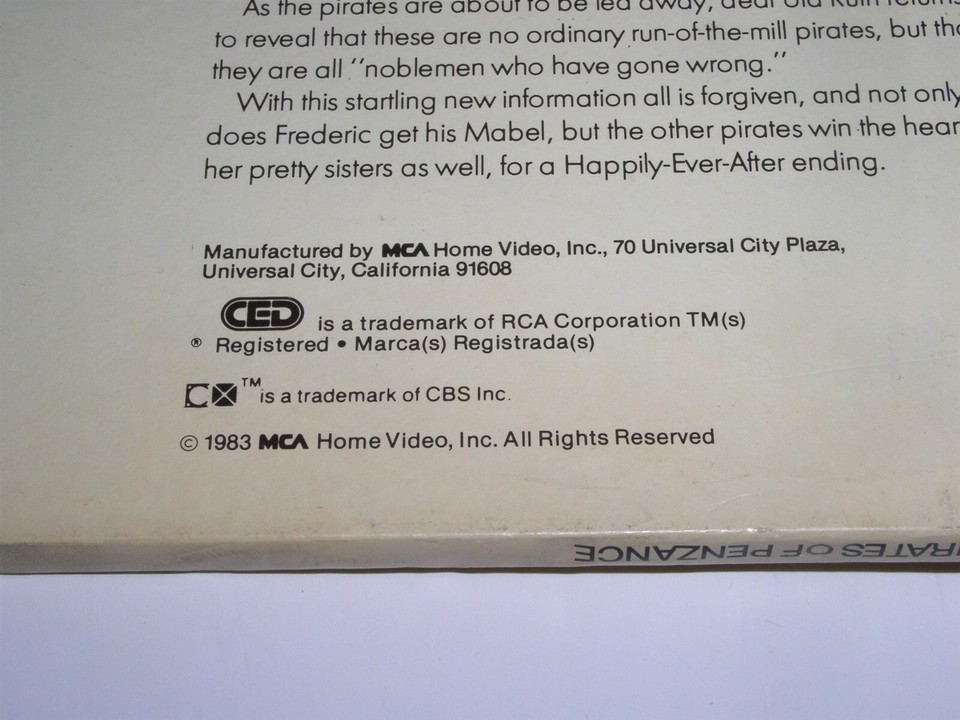 As the pirates are about to be led away, dear old Ruth returns
to reveal that these are no ordinary run-of-the-mill pirates, but
they are all "noblemen who have gone wrong."
With this startling new information all is forgiven, and not only
does Frederic get his Mabel, but the other pirates win the
her pretty sisters as well, for a Happily-Ever-After ending.
Manufactured by MCA Home Video, Inc., 70 Universal City Plaza,
Universal City, California 91608
CED is a trademark of RCA Corporation TM(s)
® Registered • Marca(s) Registrada(s)
CX TM is a trademark of CBS Inc.
© 1983 MCA Home Video, Inc. All Rights Reserved
IRATES OF PENZANCE